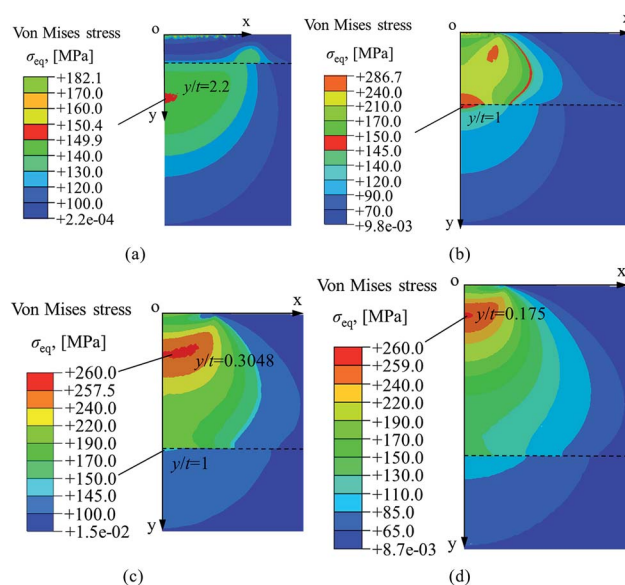 Von Mises stress
σeq, [MPa]
+182.1
+170.0
+160.0
+150.4
+149.9
+140.0
+130.0
+120.0
+100.0
+2.2e-04
o
x
y/t=2.2
y
(a)
Von Mises stress
σeq, [MPa]
+286.7
+240.0
+210.0
+170.0
+150.0
+145.0
+140.0
+120.0
+90.0
+70.0
+9.8e-03
o
x
y/t=1
y
(b)
Von Mises stress
σeq, [MPa]
+260.0
+257.5
+240.0
+220.0
+190.0
+170.0
+150.0
+145.0
+100.0
+1.5e-02
o
x
y/t=0.3048
y/t=1
y
(c)
Von Mises stress
σeq, [MPa]
+260.0
+259.0
+240.0
+220.0
+190.0
+170.0
+150.0
+130.0
+110.0
+85.0
+65.0
+8.7e-03
o
x
y/t=0.175
y
(d)